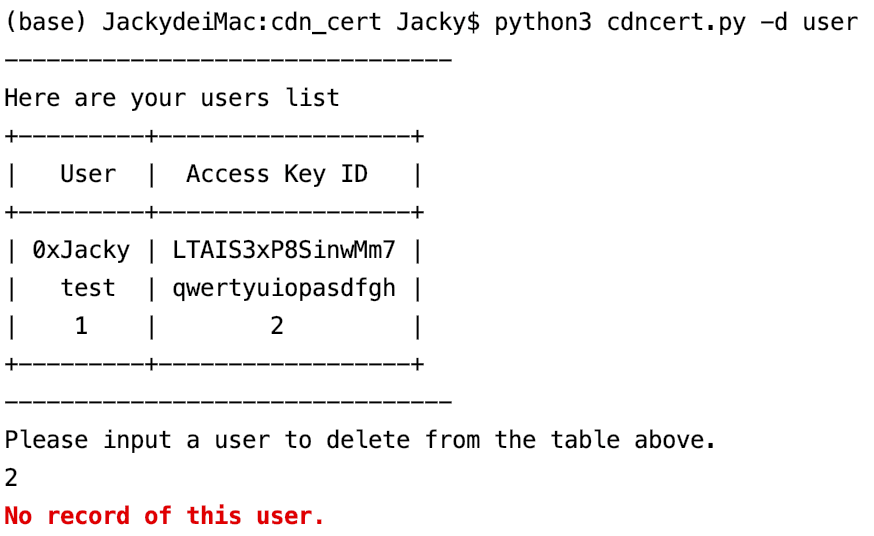 (base) JackydeiMac:cdn_cert Jacky$ python3 cdncert.py -d user
--------------------------------
Here are your users list
+---------+------------------+
|   User  |  Access Key ID   |
+---------+------------------+
| 0xJacky | LTAIS3xP8SinwMm7 |
|   test  | qwertyuiopasdfgh |
|    1    |        2         |
+---------+------------------+
--------------------------------
Please input a user to delete from the table above.
2
No record of this user.